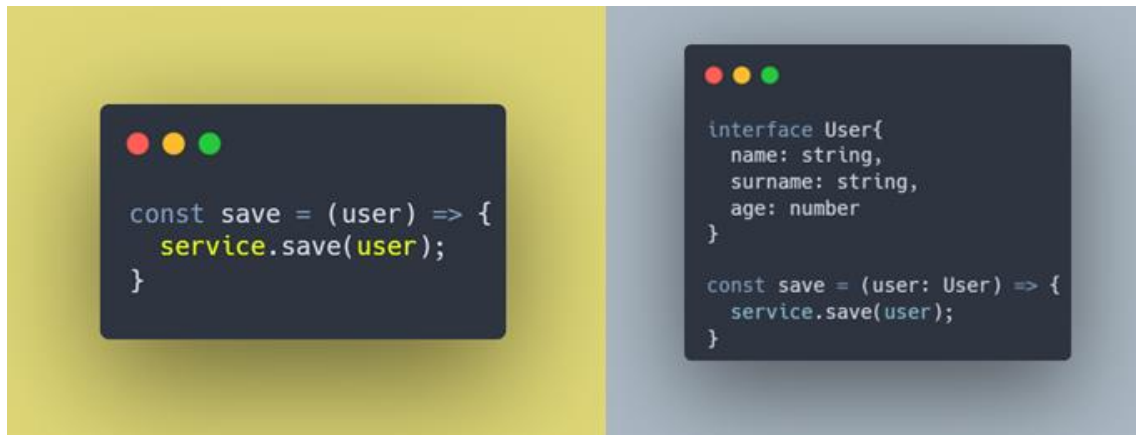 const save = (user) => {
  service.save(user);
}
interface User{
  name: string,
  surname: string,
  age: number
}
const save = (user: User) => {
  service.save(user);
}